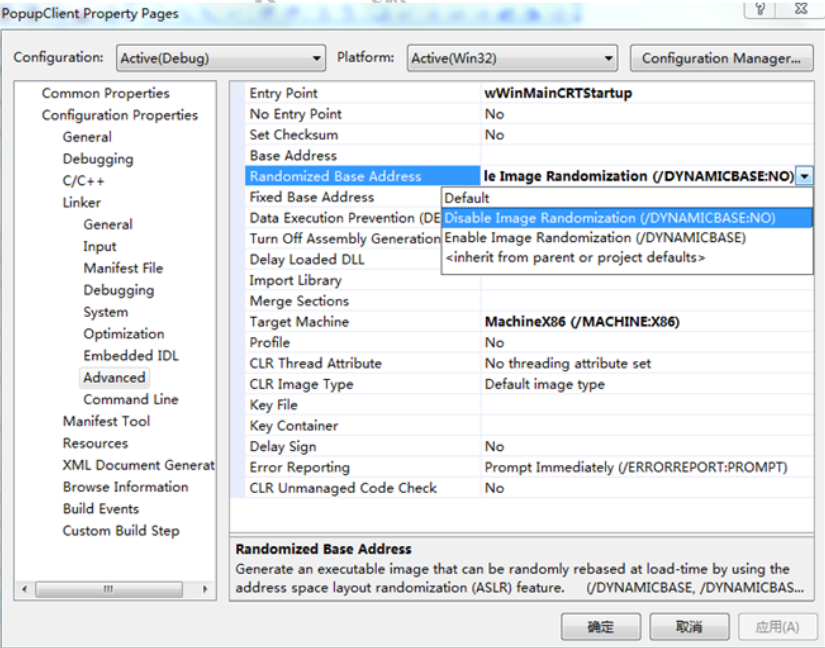 PopupClient Property Pages
Configuration: Active(Debug) Platform: Active(Win32) Configuration Manager...
Common Properties
Configuration Properties
General
Debugging
C/C++
Linker
General
Input
Manifest File
Debugging
System
Optimization
Embedded IDL
Advanced
Command Line
Manifest Tool
Resources
XML Document Generat
Browse Information
Build Events
Custom Build Step
Entry Point wWinMainCRTStartup
No Entry Point No
Set Checksum No
Base Address
Randomized Base Address le Image Randomization (/DYNAMICBASE:NO)
Fixed Base Address Default
Data Execution Prevention (DE Disable Image Randomization (/DYNAMICBASE:NO)
Turn Off Assembly Generation Enable Image Randomization (/DYNAMICBASE)
Delay Loaded DLL <inherit from parent or project defaults>
Import Library
Merge Sections
Target Machine MachineX86 (/MACHINE:X86)
Profile No
CLR Thread Attribute No threading attribute set
CLR Image Type Default image type
Key File
Key Container
Delay Sign No
Error Reporting Prompt Immediately (/ERRORREPORT:PROMPT)
CLR Unmanaged Code Check No
Randomized Base Address
Generate an executable image that can be randomly rebased at load-time by using the
address space layout randomization (ASLR) feature. (/DYNAMICBASE, /DYNAMICBAS...
确定 取消 应用(A)